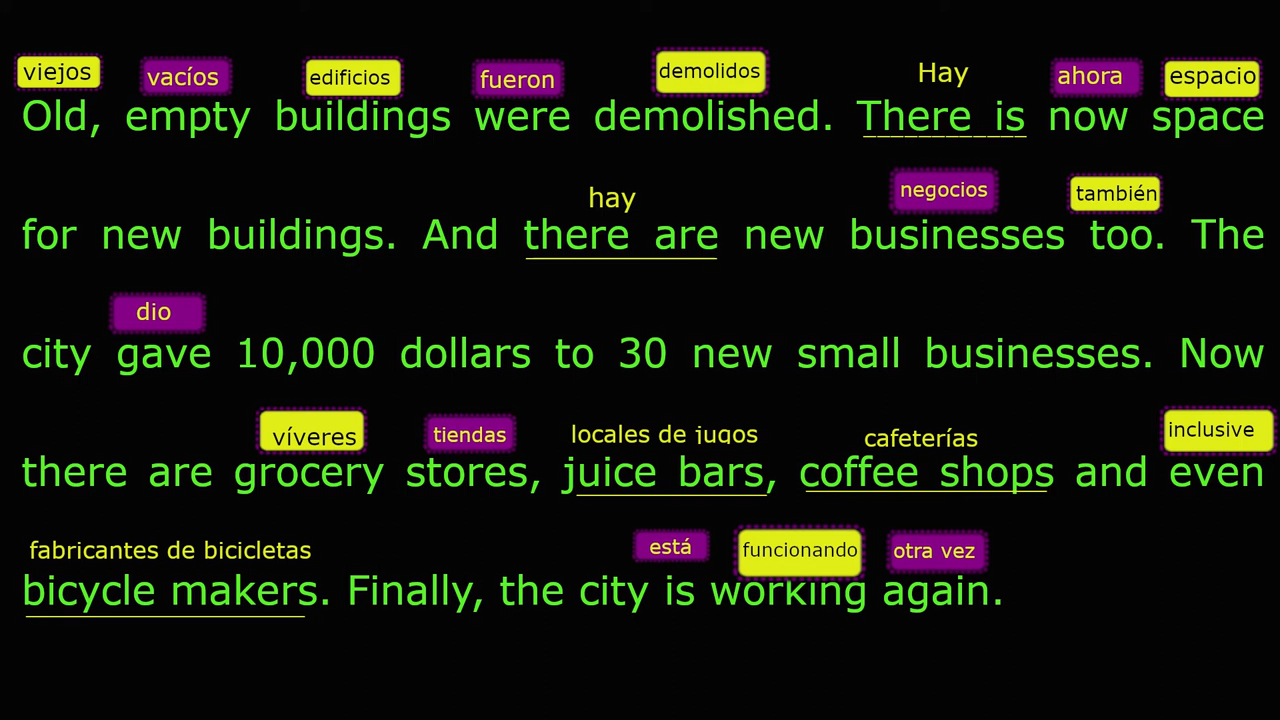 viejos vacíos edificios fueron demolidos Hay ahora espacio
Old, empty buildings were demolished. There is now space
hay negocios también
for new buildings. And there are new businesses too. The
dio
city gave 10,000 dollars to 30 new small businesses. Now
víveres tiendas locales de jugos cafeterías inclusive
there are grocery stores, juice bars, coffee shops and even
fabricantes de bicicletas está funcionando otra vez
bicycle makers. Finally, the city is working again.